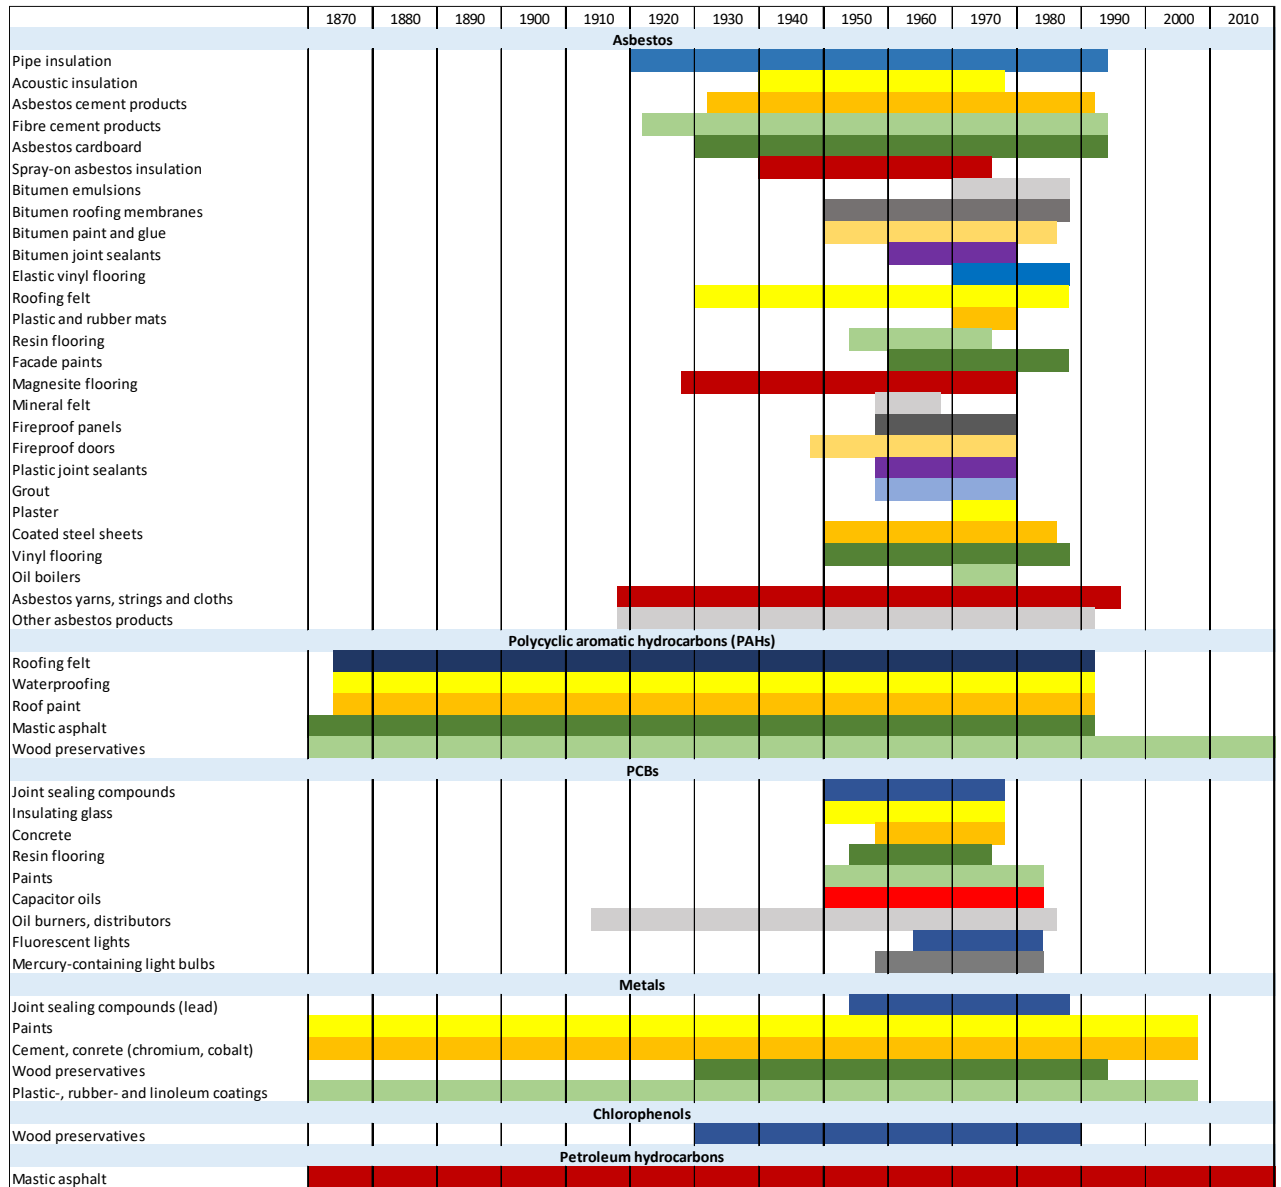 1870 1880 1890 1900 1910 1920 1930 1940 1950 1960 1970 1980 1990 2000 2010
Asbestos
Pipe insulation
Acoustic insulation
Asbestos cement products
Fibre cement products
Asbestos cardboard
Spray-on asbestos insulation
Bitumen emulsions
Bitumen roofing membranes
Bitumen paint and glue
Bitumen joint sealants
Elastic vinyl flooring
Roofing felt
Plastic and rubber mats
Resin flooring
Facade paints
Magnesite flooring
Mineral felt
Fireproof panels
Fireproof doors
Plastic joint sealants
Grout
Plaster
Coated steel sheets
Vinyl flooring
Oil boilers
Asbestos yarns, strings and cloths
Other asbestos products
Polycyclic aromatic hydrocarbons (PAHs)
Roofing felt
Waterproofing
Roof paint
Mastic asphalt
Wood preservatives
PCBs
Joint sealing compounds
Insulating glass
Concrete
Resin flooring
Paints
Capacitor oils
Oil burners, distributors
Fluorescent lights
Mercury-containing light bulbs
Metals
Joint sealing compounds (lead)
Paints
Cement, conrete (chromium, cobalt)
Wood preservatives
Plastic-, rubber- and linoleum coatings
Chlorophenols
Wood preservatives
Petroleum hydrocarbons
Mastic asphalt